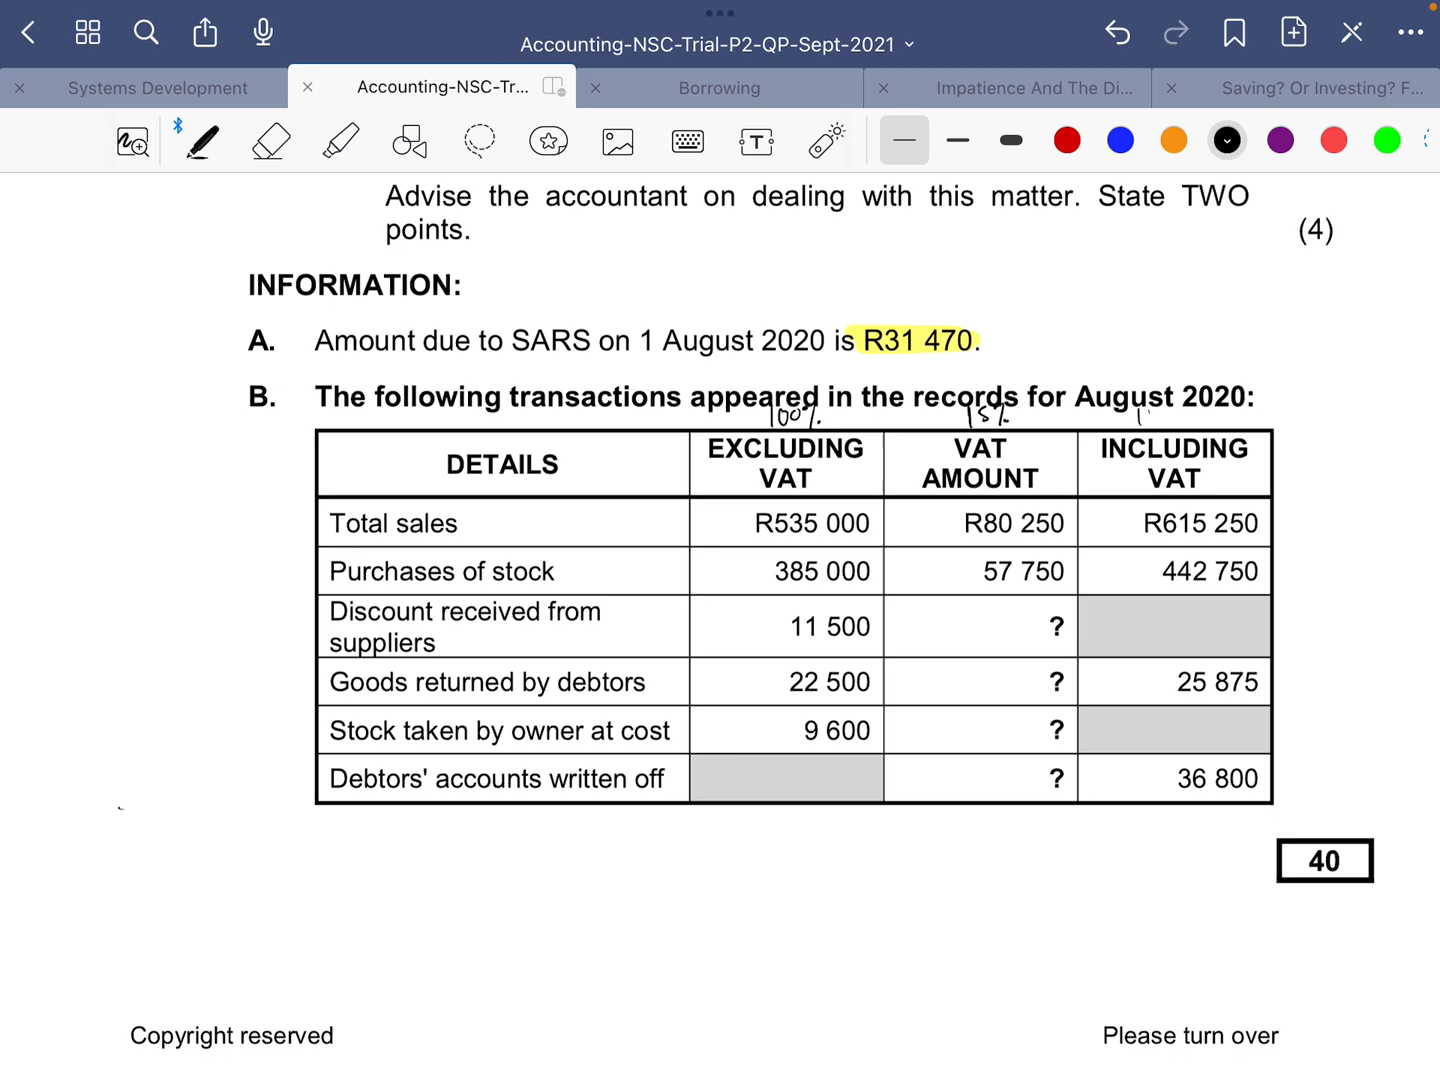 Accounting-NSC-Trial-P2-QP-Sept-2021
Systems Development
Accounting-NSC-Tr...
Borrowing
Impatience And The Di...
Saving? Or Investing? F...
T
Advise the accountant on dealing with this matter. State TWO
points. (4)
INFORMATION:
A. Amount due to SARS on 1 August 2020 is R31 470.
B. The following transactions appeared in the records for August 2020:
100% 15% 1
DETAILS EXCLUDING VAT VAT AMOUNT INCLUDING VAT
Total sales R535 000 R80 250 R615 250
Purchases of stock 385 000 57 750 442 750
Discount received from
suppliers 11 500 ?
Goods returned by debtors 22 500 ? 25 875
Stock taken by owner at cost 9 600 ?
Debtors' accounts written off ? 36 800
40
Copyright reserved Please turn over